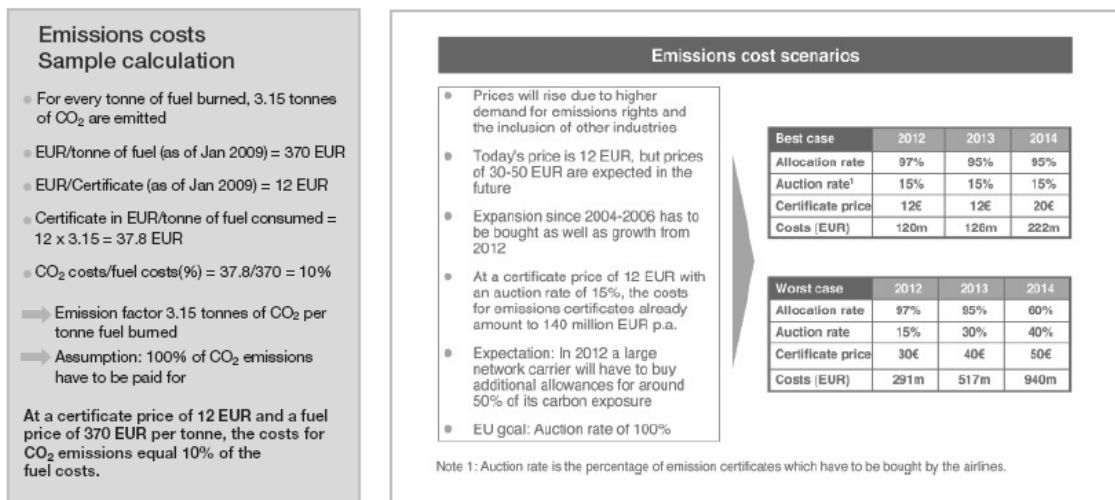 Emissions costs
Sample calculation
• For every tonne of fuel burned, 3.15 tonnes
of CO₂ are emitted
• EUR/tonne of fuel (as of Jan 2009) = 370 EUR
• EUR/Certificate (as of Jan 2009) = 12 EUR
• Certificate in EUR/tonne of fuel consumed =
12 x 3.15 = 37.8 EUR
• CO₂ costs/fuel costs(%) = 37.8/370 = 10%
Emission factor 3.15 tonnes of CO₂ per
tonne fuel burned
Assumption: 100% of CO₂ emissions
have to be paid for
At a certificate price of 12 EUR and a fuel
price of 370 EUR per tonne, the costs for
CO₂ emissions equal 10% of the
fuel costs.
Emissions cost scenarios
• Prices will rise due to higher
demand for emissions rights and
the inclusion of other industries
• Today's price is 12 EUR, but prices
of 30-50 EUR are expected in the
future
• Expansion since 2004-2006 has to
be bought as well as growth from
2012
• At a certificate price of 12 EUR with
an auction rate of 15%, the costs
for emissions certificates already
amount to 140 million EUR p.a.
• Expectation: In 2012 a large
network carrier will have to buy
additional allowances for around
50% of its carbon exposure
• EU goal: Auction rate of 100%
Best case 2012 2013 2014
Allocation rate 97% 95% 95%
Auction rate¹ 15% 15% 15%
Certificate price 12€ 12€ 20€
Costs (EUR) 120m 128m 222m
Worst case 2012 2013 2014
Allocation rate 97% 95% 60%
Auction rate 15% 30% 40%
Certificate price 30€ 40€ 50€
Costs (EUR) 291m 517m 940m
Note 1: Auction rate is the percentage of emission certificates which have to be bought by the airlines.